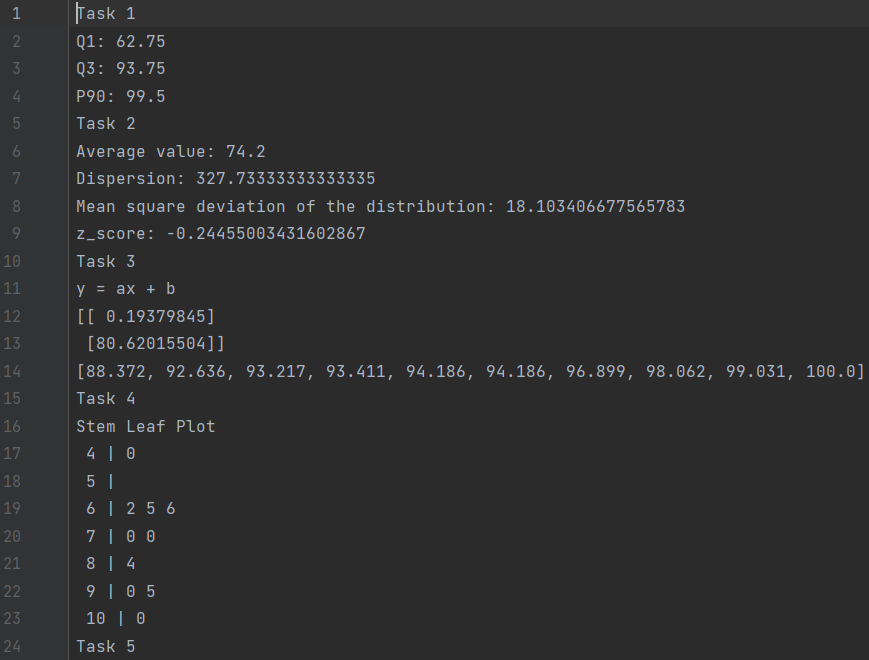 1 Task 1
2 Q1: 62.75
3 Q3: 93.75
4 P90: 99.5
5 Task 2
6 Average value: 74.2
7 Dispersion: 327.73333333333335
8 Mean square deviation of the distribution: 18.103406677565783
9 z_score: -0.24455003431602867
10 Task 3
11 y = ax + b
12 [[ 0.19379845]
13  [80.62015504]]
14 [88.372, 92.636, 93.217, 93.411, 94.186, 94.186, 96.899, 98.062, 99.031, 100.0]
15 Task 4
16 Stem Leaf Plot
17  4 | 0
18  5 |
19  6 | 2 5 6
20  7 | 0 0
21  8 | 4
22  9 | 0 5
23  10 | 0
24 Task 5